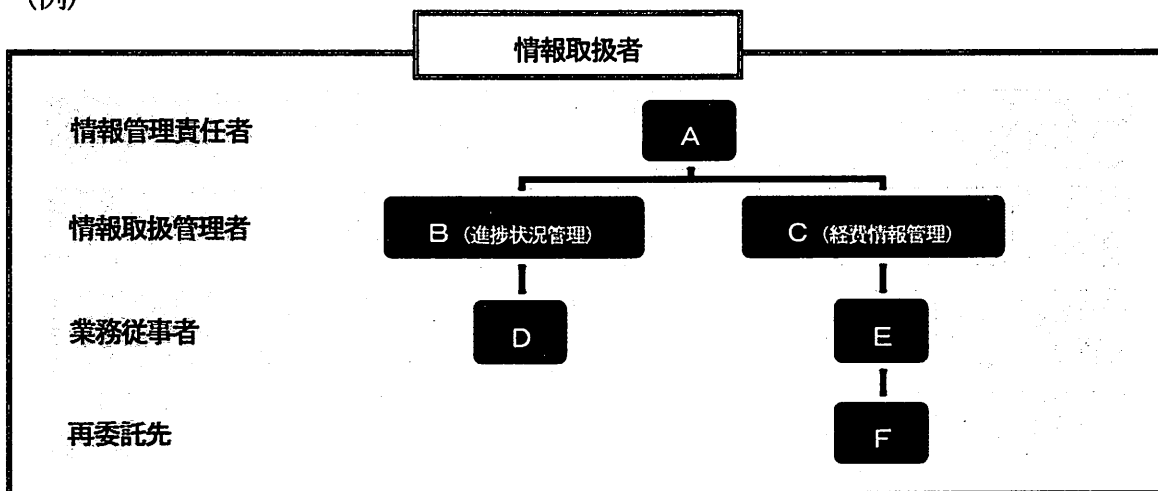 (例)
情報取扱者
情報管理責任者
A
情報取扱管理者
B (進捗状況管理)
C (経費情報管理)
業務従事者
D
E
再委託先
F